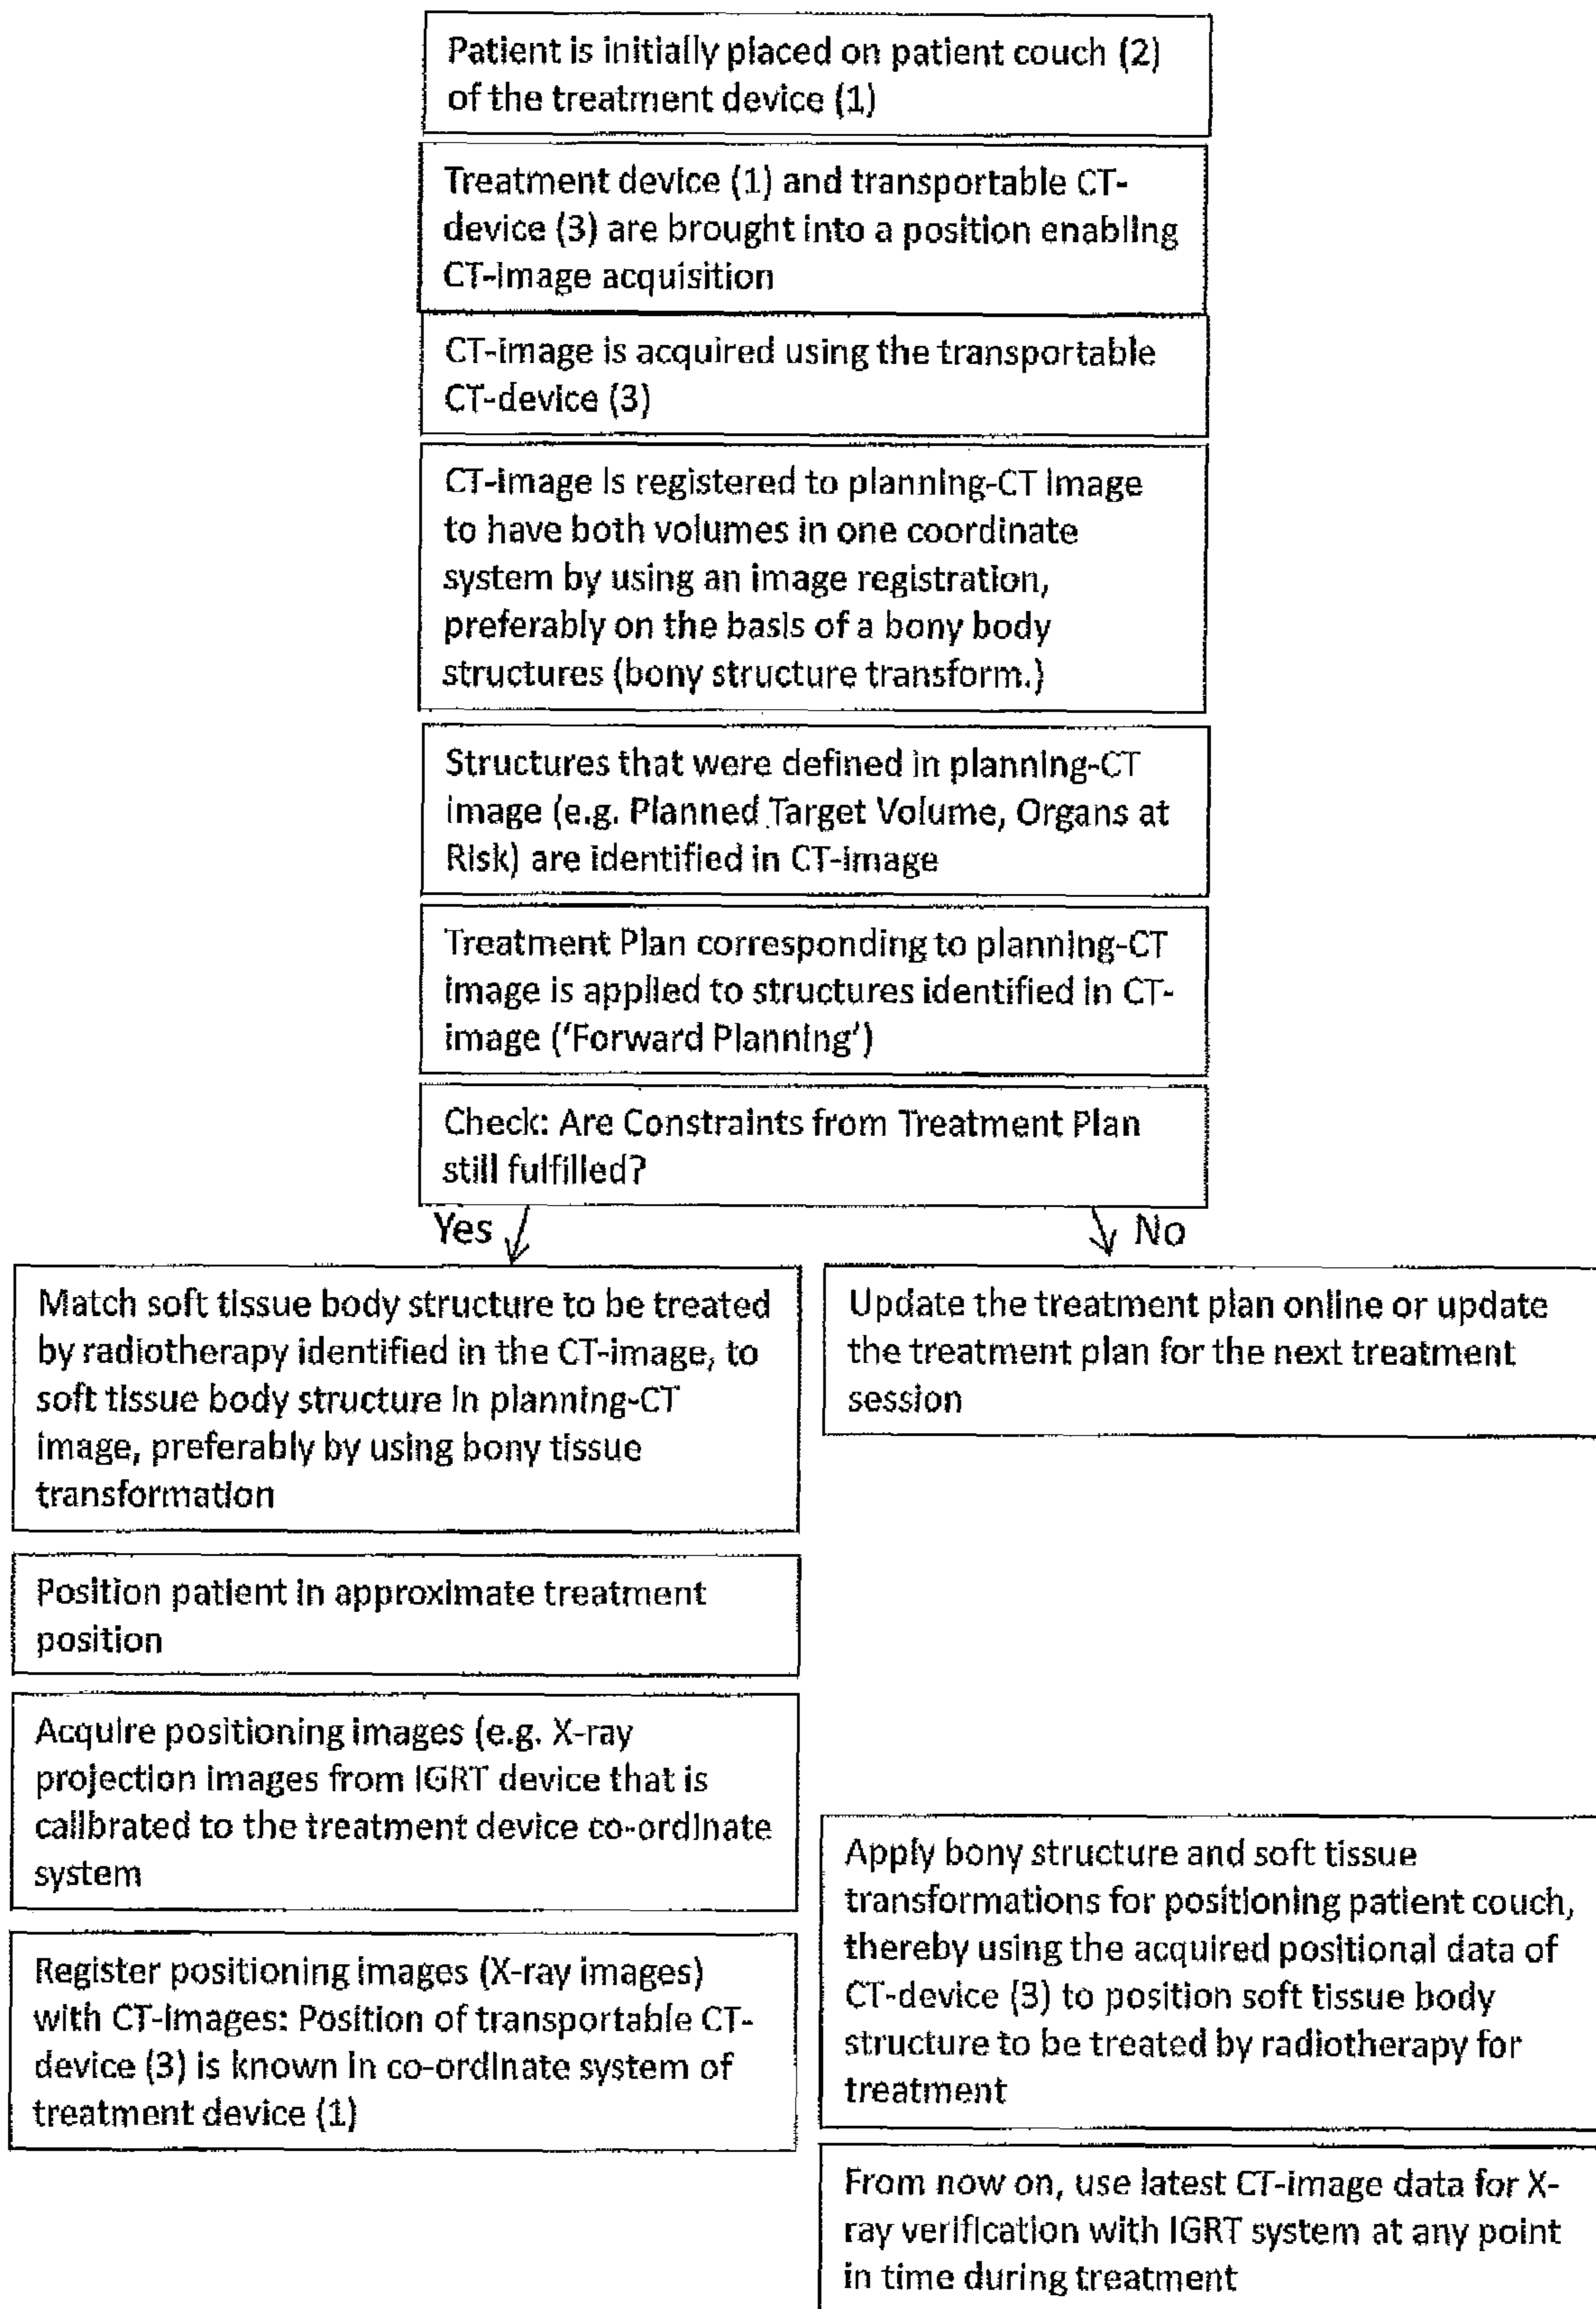 Patient is initially placed on patient couch (2)
of the treatment device (1)
Treatment device (1) and transportable CT-
device (3) are brought into a position enabling
CT-image acquisition
CT-image is acquired using the transportable
CT-device (3)
CT-image is registered to planning-CT image
to have both volumes in one coordinate
system by using an image registration,
preferably on the basis of a bony body
structures (bony structure transform.)
Structures that were defined in planning-CT
image (e.g. Planned Target Volume, Organs at
Risk) are identified in CT-image
Treatment Plan corresponding to planning-CT
image is applied to structures identified in CT-
image ('Forward Planning')
Check: Are Constraints from Treatment Plan
still fulfilled?
Yes
No
Match soft tissue body structure to be treated
by radiotherapy identified in the CT-image, to
soft tissue body structure in planning-CT
image, preferably by using bony tissue
transformation
Update the treatment plan online or update
the treatment plan for the next treatment
session
Position patient in approximate treatment
position
Acquire positioning images (e.g. X-ray
projection images from IGRT device that is
calibrated to the treatment device co-ordinate
system
Register positioning images (X-ray images)
with CT-images: Position of transportable CT-
device (3) is known in co-ordinate system of
treatment device (1)
Apply bony structure and soft tissue
transformations for positioning patient couch,
thereby using the acquired positional data of
CT-device (3) to position soft tissue body
structure to be treated by radiotherapy for
treatment
From now on, use latest CT-image data for X-
ray verification with IGRT system at any point
in time during treatment